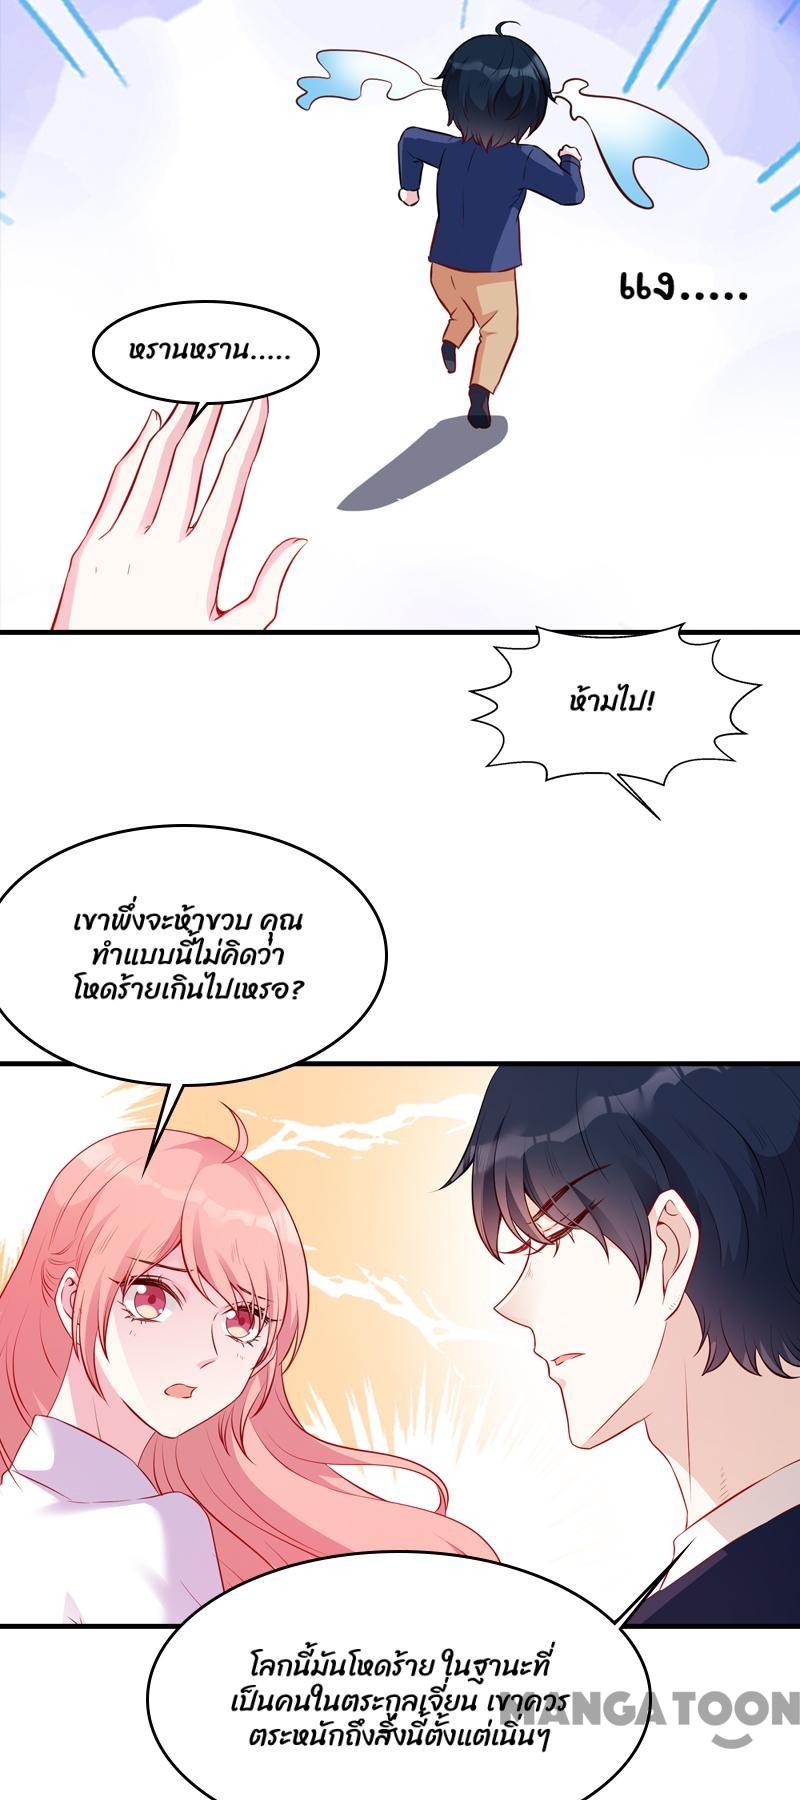 แง.....
หรานหราน.....
ห้ามไป!
เขาพึ่งจะห้าขวบ คุณ
ทำแบบนี้ไม่คิดว่า
โหดร้ายเกินไปเหรอ?
โลกนี้มันโหดร้าย ในฐานะที่
เป็นคนในตระกูลเจี่ยน เขาควร
ตระหนักถึงสิ่งนี้ตั้งแต่เนิ่นๆ
MANGATOON